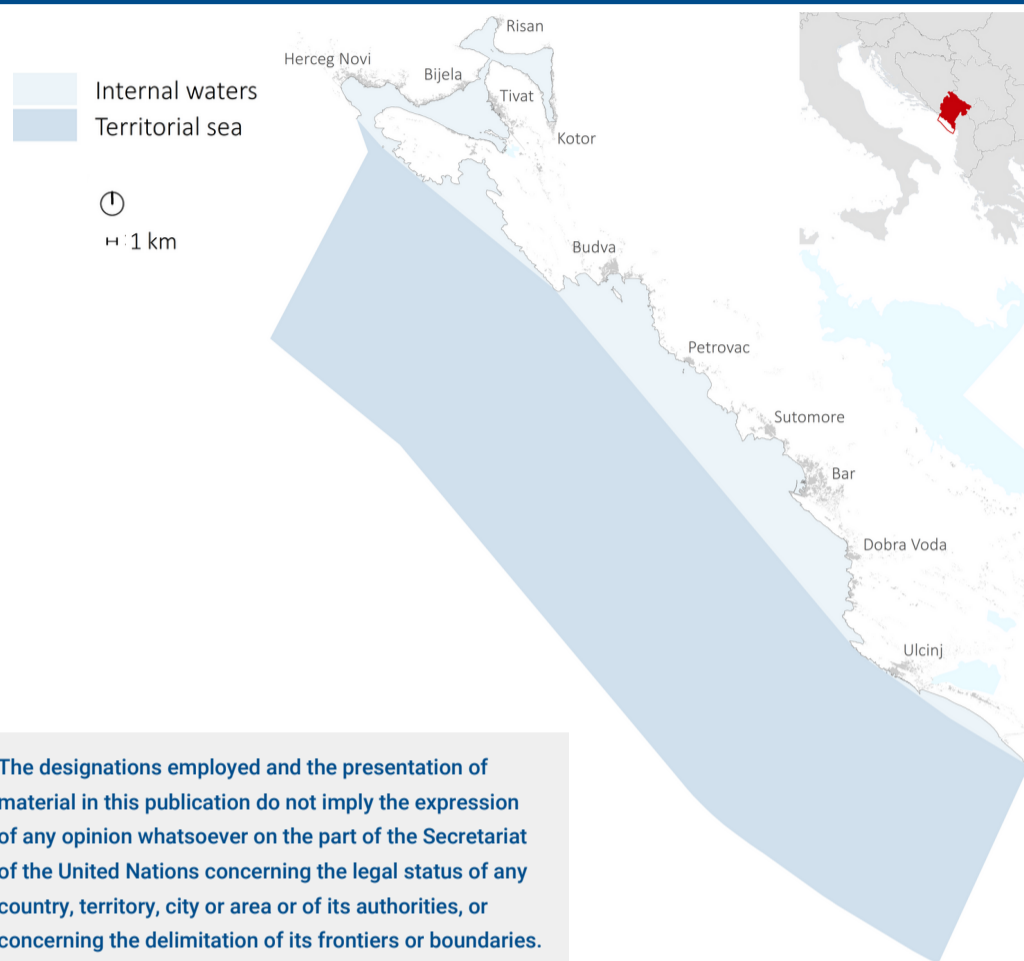 Risan
Herceg Novi
Bijela
Internal waters
Tivat
Territorial sea
Kotor
1 km
Budva
Petrovac
Sutomore
Bar
Dobra Voda
Ulcinj
The designations employed and the presentation of
material in this publication do not imply the expression
of any opinion whatsoever on the part of the Secretariat
of the United Nations concerning the legal status of any
country, territory, city or area or of its authorities, or
concerning the delimitation of its frontiers or boundaries.